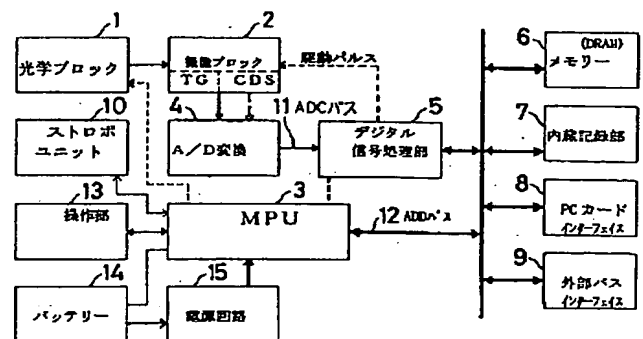 1
光学ブロック
2
撮像ブロック
TG CDS
駆動パルス
10
ストロボ
ユニット
4
A/D変換
11 ADCバス
5
デジタル
信号処理部
13
操作部
3
MPU
12 ADDバス
14
バッテリー
15
電源回路
6
(DRAM)
メモリー
7
内蔵記録部
8
PCカード
インターフェイス
9
外部バス
インターフェイス